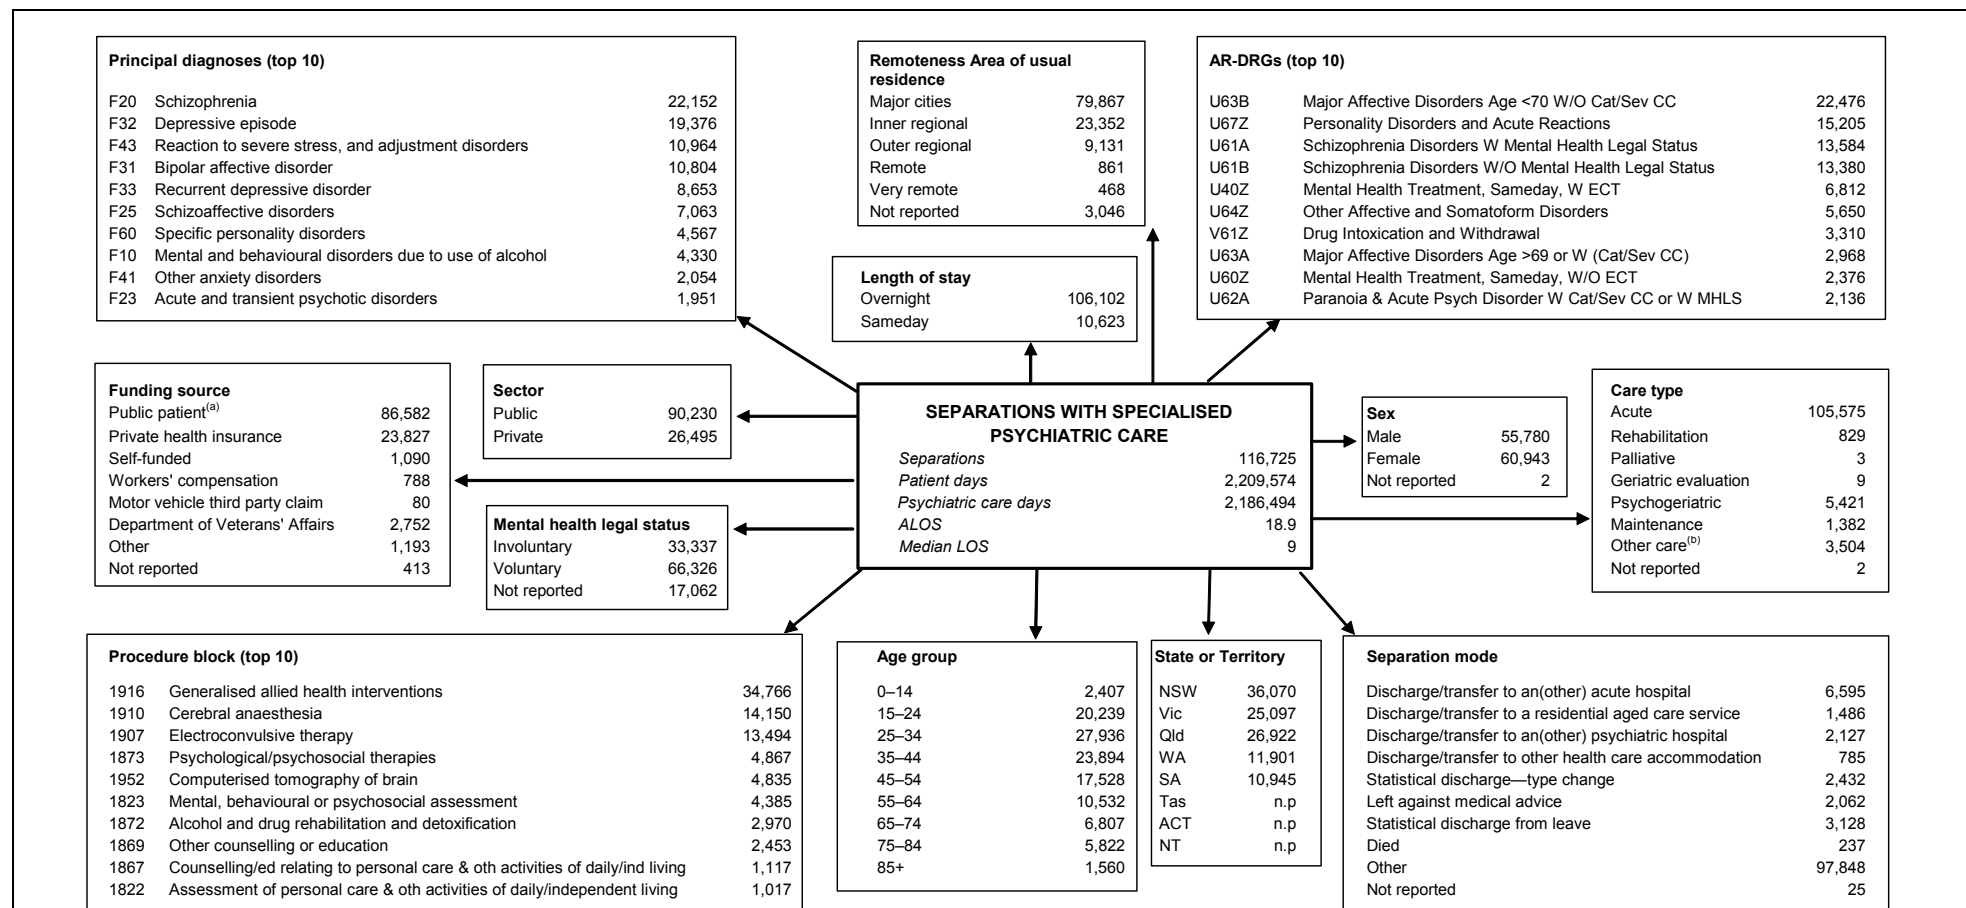 Principal diagnoses (top 10)
F20 Schizophrenia 22,152
F32 Depressive episode 19,376
F43 Reaction to severe stress, and adjustment disorders 10,964
F31 Bipolar affective disorder 10,804
F33 Recurrent depressive disorder 8,653
F25 Schizoaffective disorders 7,063
F60 Specific personality disorders 4,567
F10 Mental and behavioural disorders due to use of alcohol 4,330
F41 Other anxiety disorders 2,054
F23 Acute and transient psychotic disorders 1,951
Remoteness Area of usual
residence
Major cities 79,867
Inner regional 23,352
Outer regional 9,131
Remote 861
Very remote 468
Not reported 3,046
AR-DRGs (top 10)
U63B Major Affective Disorders Age <70 W/O Cat/Sev CC 22,476
U67Z Personality Disorders and Acute Reactions 15,205
U61A Schizophrenia Disorders W Mental Health Legal Status 13,584
U61B Schizophrenia Disorders W/O Mental Health Legal Status 13,380
U40Z Mental Health Treatment, Sameday, W ECT 6,812
U64Z Other Affective and Somatoform Disorders 5,650
V61Z Drug Intoxication and Withdrawal 3,310
U63A Major Affective Disorders Age >69 or W (Cat/Sev CC) 2,968
U60Z Mental Health Treatment, Sameday, W/O ECT 2,376
U62A Paranoia & Acute Psych Disorder W Cat/Sev CC or W MHLS 2,136
Length of stay
Overnight 106,102
Sameday 10,623
Funding source
Public patient(a) 86,582
Private health insurance 23,827
Self-funded 1,090
Workers' compensation 788
Motor vehicle third party claim 80
Department of Veterans' Affairs 2,752
Other 1,193
Not reported 413
Sector
Public 90,230
Private 26,495
Mental health legal status
Involuntary 33,337
Voluntary 66,326
Not reported 17,062
SEPARATIONS WITH SPECIALISED
PSYCHIATRIC CARE
Separations 116,725
Patient days 2,209,574
Psychiatric care days 2,186,494
ALOS 18.9
Median LOS 9
Sex
Male 55,780
Female 60,943
Not reported 2
Care type
Acute 105,575
Rehabilitation 829
Palliative 3
Geriatric evaluation 9
Psychogeriatric 5,421
Maintenance 1,382
Other care(b) 3,504
Not reported 2
Procedure block (top 10)
1916 Generalised allied health interventions 34,766
1910 Cerebral anaesthesia 14,150
1907 Electroconvulsive therapy 13,494
1873 Psychological/psychosocial therapies 4,867
1952 Computerised tomography of brain 4,835
1823 Mental, behavioural or psychosocial assessment 4,385
1872 Alcohol and drug rehabilitation and detoxification 2,970
1869 Other counselling or education 2,453
1867 Counselling/ed relating to personal care & oth activities of daily/ind living 1,117
1822 Assessment of personal care & oth activities of daily/independent living 1,017
Age group
0–14 2,407
15–24 20,239
25–34 27,936
35–44 23,894
45–54 17,528
55–64 10,532
65–74 6,807
75–84 5,822
85+ 1,560
State or Territory
NSW 36,070
Vic 25,097
Qld 26,922
WA 11,901
SA 10,945
Tas n.p
ACT n.p
NT n.p
Separation mode
Discharge/transfer to an(other) acute hospital 6,595
Discharge/transfer to a residential aged care service 1,486
Discharge/transfer to an(other) psychiatric hospital 2,127
Discharge/transfer to other health care accommodation 785
Statistical discharge—type change 2,432
Left against medical advice 2,062
Statistical discharge from leave 3,128
Died 237
Other 97,848
Not reported 25